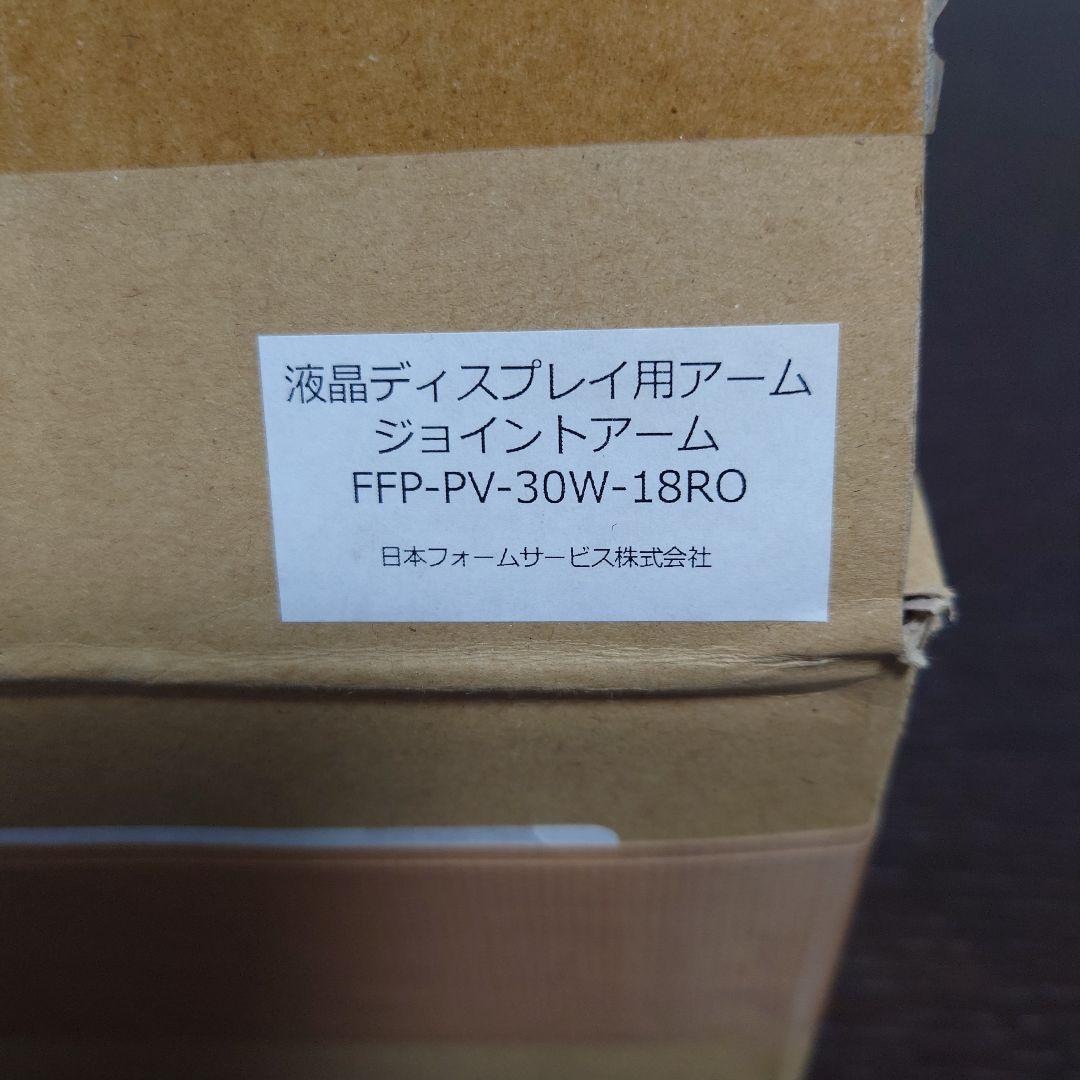 液晶ディスプレイ用アーム
ジョイントアーム
FFP-PV-30W-18RO
日本フォームサービス株式会社